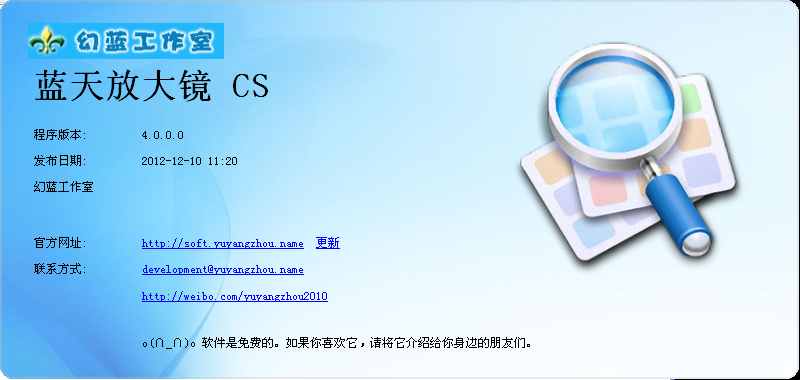 幻蓝工作室
蓝天放大镜 CS
程序版本: 4.0.0.0
发布日期: 2012-12-10 11:20
幻蓝工作室
官方网址: http://soft.yuyangzhou.name 更新
联系方式: development@yuyangzhou.name
http://weibo.com/yuyangzhou2010
o(∩_∩)o 软件是免费的。如果你喜欢它，请将它介绍给你身边的朋友们。